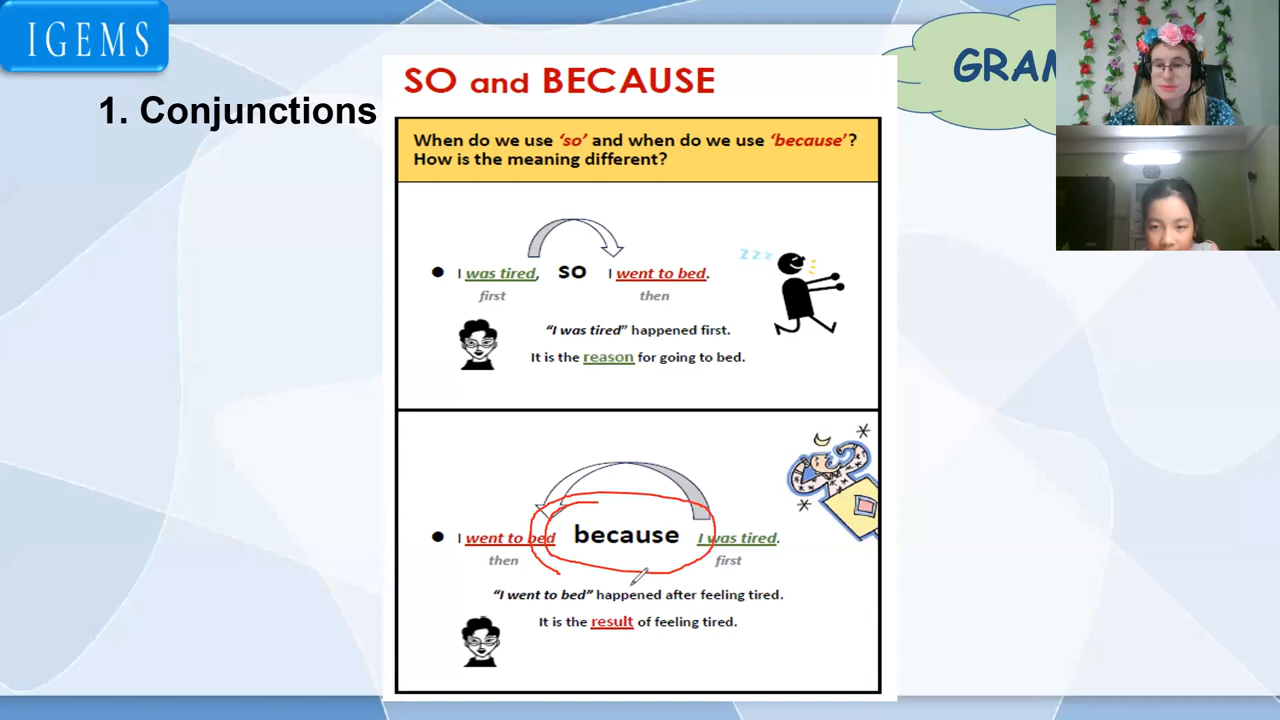 IGEMS
GRAM
SO and BECAUSE
1. Conjunctions
When do we use ‘so’ and when do we use ‘because’?
How is the meaning different?
z z z
I was tired, so I went to bed.
first then
“I was tired” happened first.
It is the reason for going to bed.
I went to bed because I was tired.
then first
“I went to bed” happened after feeling tired.
It is the result of feeling tired.